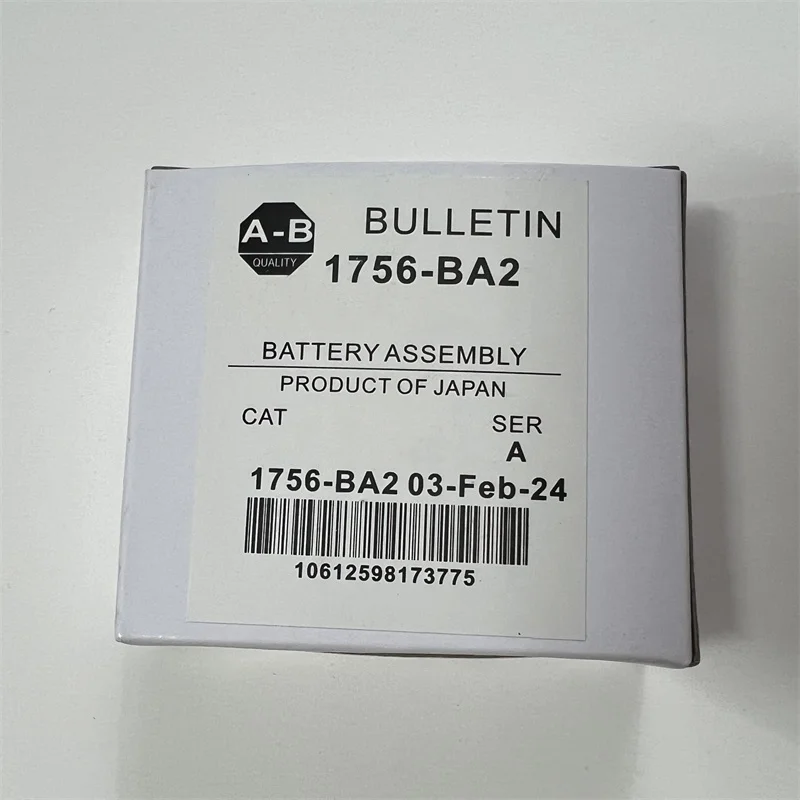 A-B
QUALITY
BULLETIN
1756-BA2
BATTERY ASSEMBLY
PRODUCT OF JAPAN
CAT
SER
A
1756-BA2 03-Feb-24
10612598173775